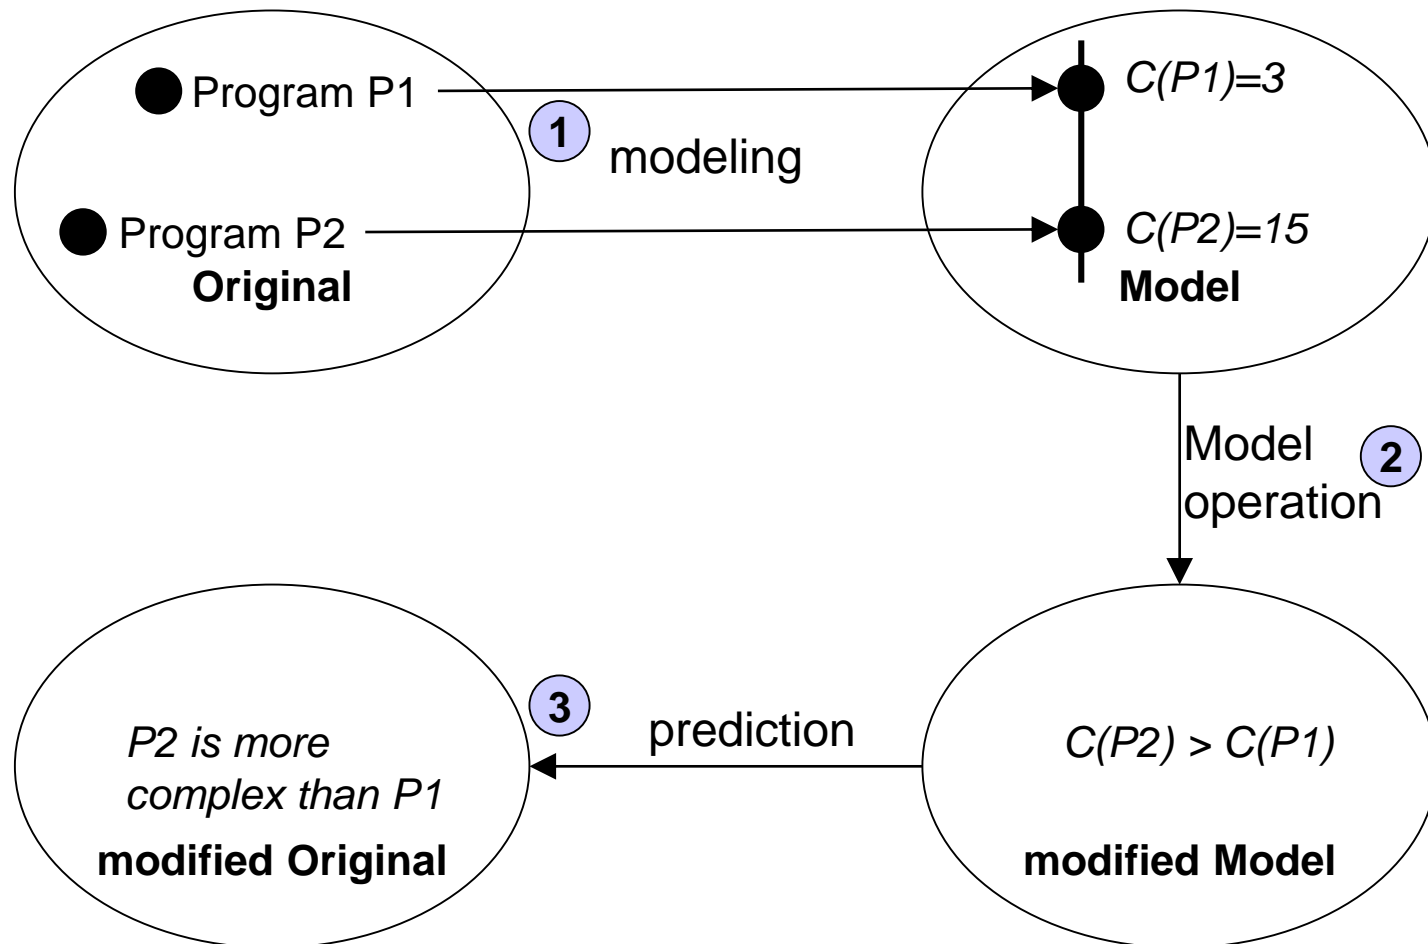 Program P1
C(P1)=3
1
modeling
Program P2
C(P2)=15
Original
Model
Model
operation
2
3
prediction
P2 is more
complex than P1
C(P2) > C(P1)
modified Original
modified Model